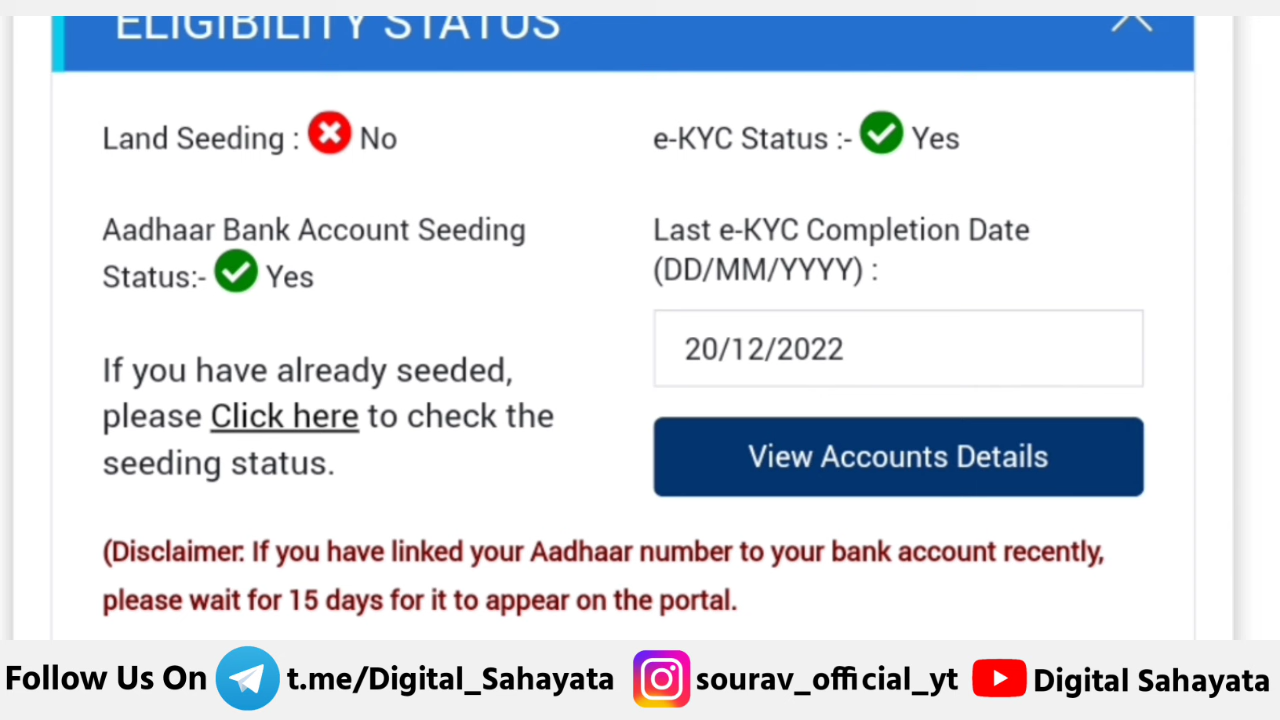 ELIGIBILITY STATUS
Land Seeding : No
e-KYC Status :- Yes
Aadhaar Bank Account Seeding
Status:- Yes
Last e-KYC Completion Date
(DD/MM/YYYY) :
20/12/2022
If you have already seeded,
please Click here to check the
seeding status.
View Accounts Details
(Disclaimer: If you have linked your Aadhaar number to your bank account recently,
please wait for 15 days for it to appear on the portal.
Follow Us On t.me/Digital_Sahayata sourav_official_yt Digital Sahayata